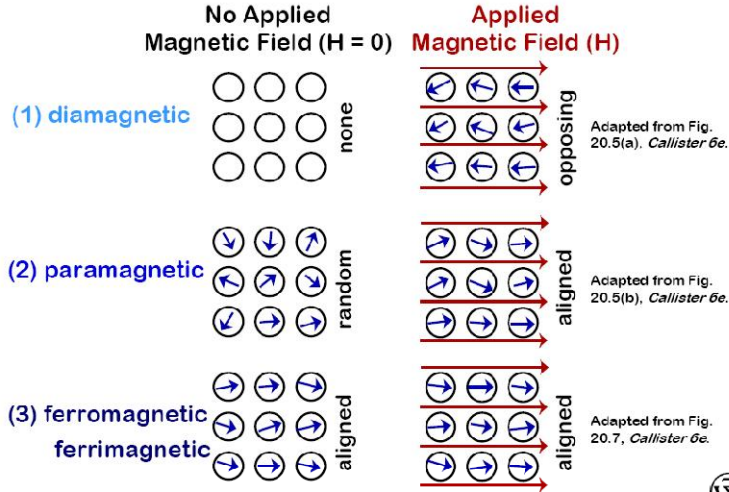 No Applied
Magnetic Field (H = 0)
Applied
Magnetic Field (H)
(1) diamagnetic
none
opposing
Adapted from Fig.
20.5(a), Callister 6e.
(2) paramagnetic
random
aligned
Adapted from Fig.
20.5(b), Callister 6e.
(3) ferromagnetic
ferrimagnetic
aligned
aligned
Adapted from Fig.
20.7, Callister 6e.